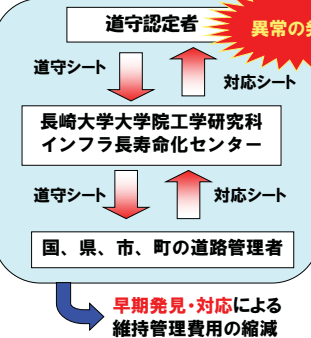 道守認定者
異常の発
道守シート
対応シート
長崎大学大学院工学研究科
インフラ長寿命化センター
道守シート
対応シート
国、県、市、町の道路管理者
早期発見・対応による
維持管理費用の縮減